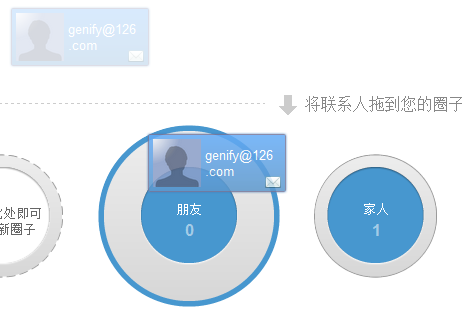 genify@126
.com
将联系人拖到您的圈子
genify@126
.com
此处即可
新圈子
朋友
0
家人
1